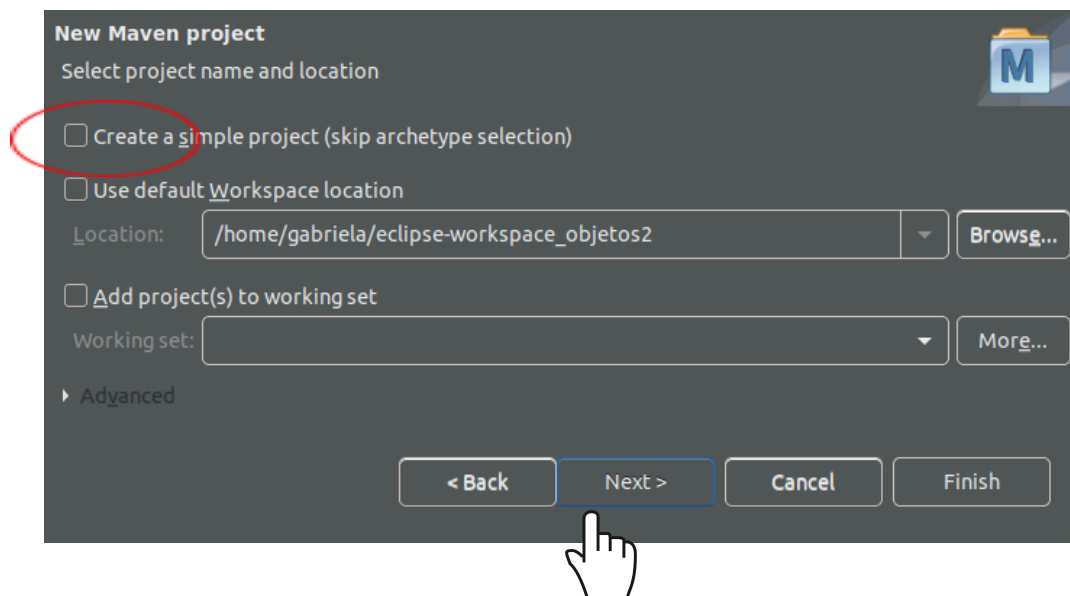 New Maven project
Select project name and location
M
Create a simple project (skip archetype selection)
Use default Workspace location
Location: /home/gabriela/eclipse-workspace_objetos2 Browse...
Add project(s) to working set
Working set: More...
Advanced
< Back Next > Cancel Finish